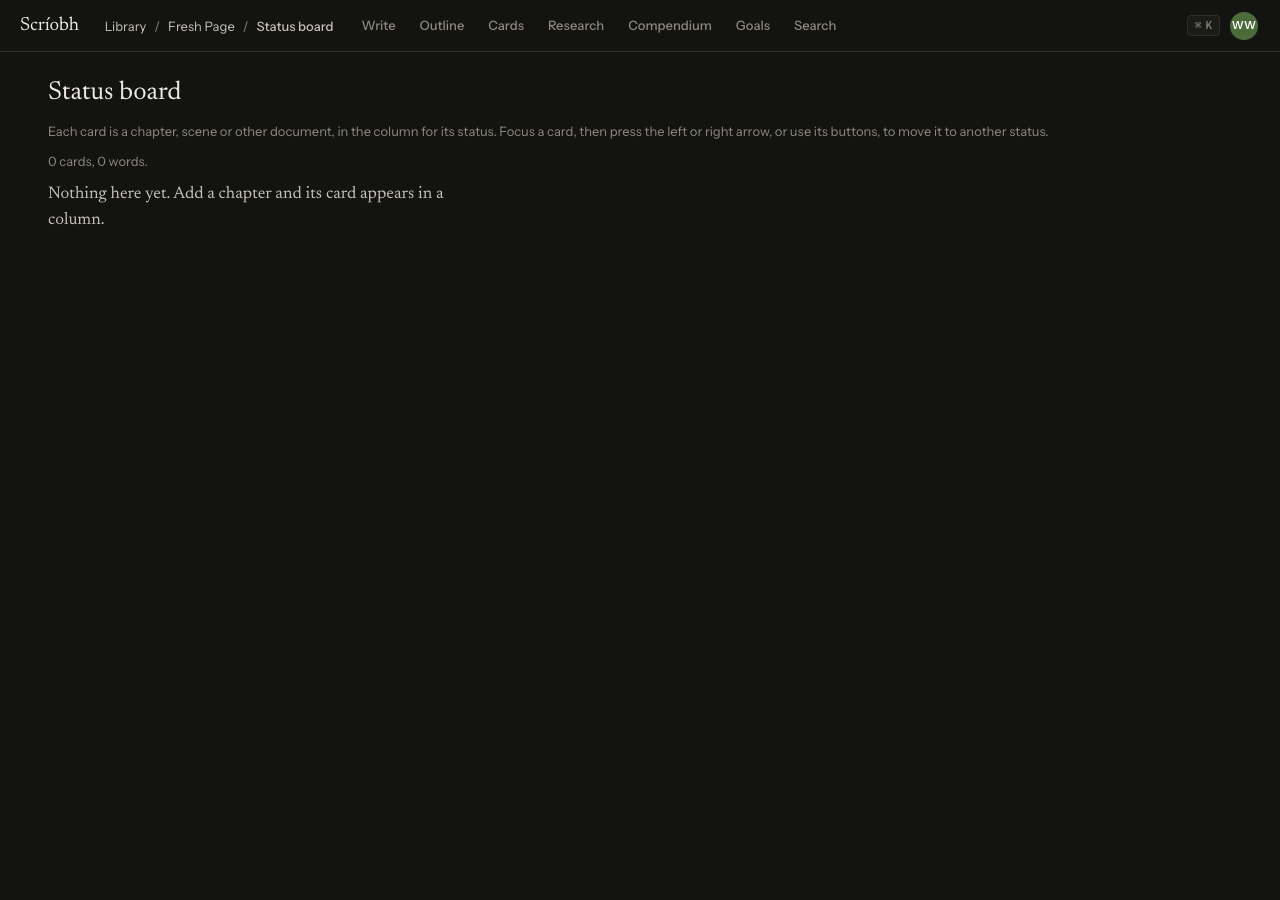 Scríobh Library / Fresh Page / Status board Write Outline Cards Research Compendium Goals Search ⌘ K WW
Status board
Each card is a chapter, scene or other document, in the column for its status. Focus a card, then press the left or right arrow, or use its buttons, to move it to another status.
0 cards, 0 words.
Nothing here yet. Add a chapter and its card appears in a
column.